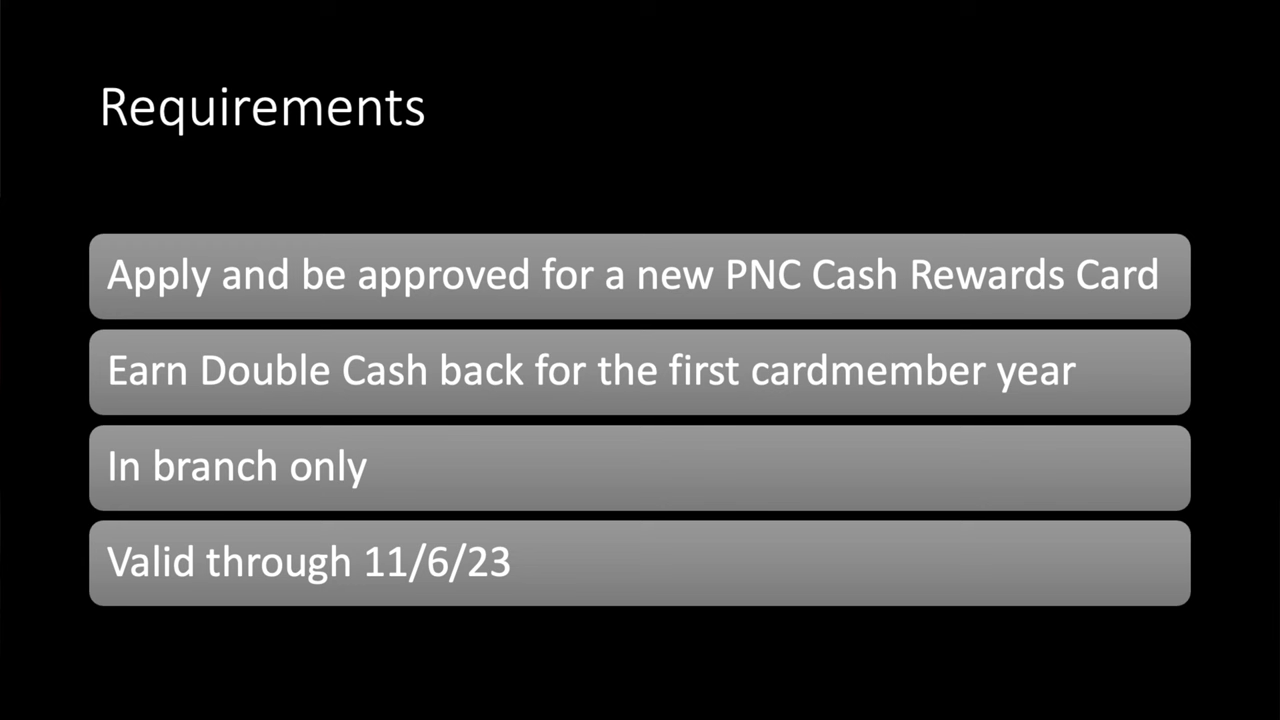 Requirements
Apply and be approved for a new PNC Cash Rewards Card
Earn Double Cash back for the first cardmember year
In branch only
Valid through 11/6/23